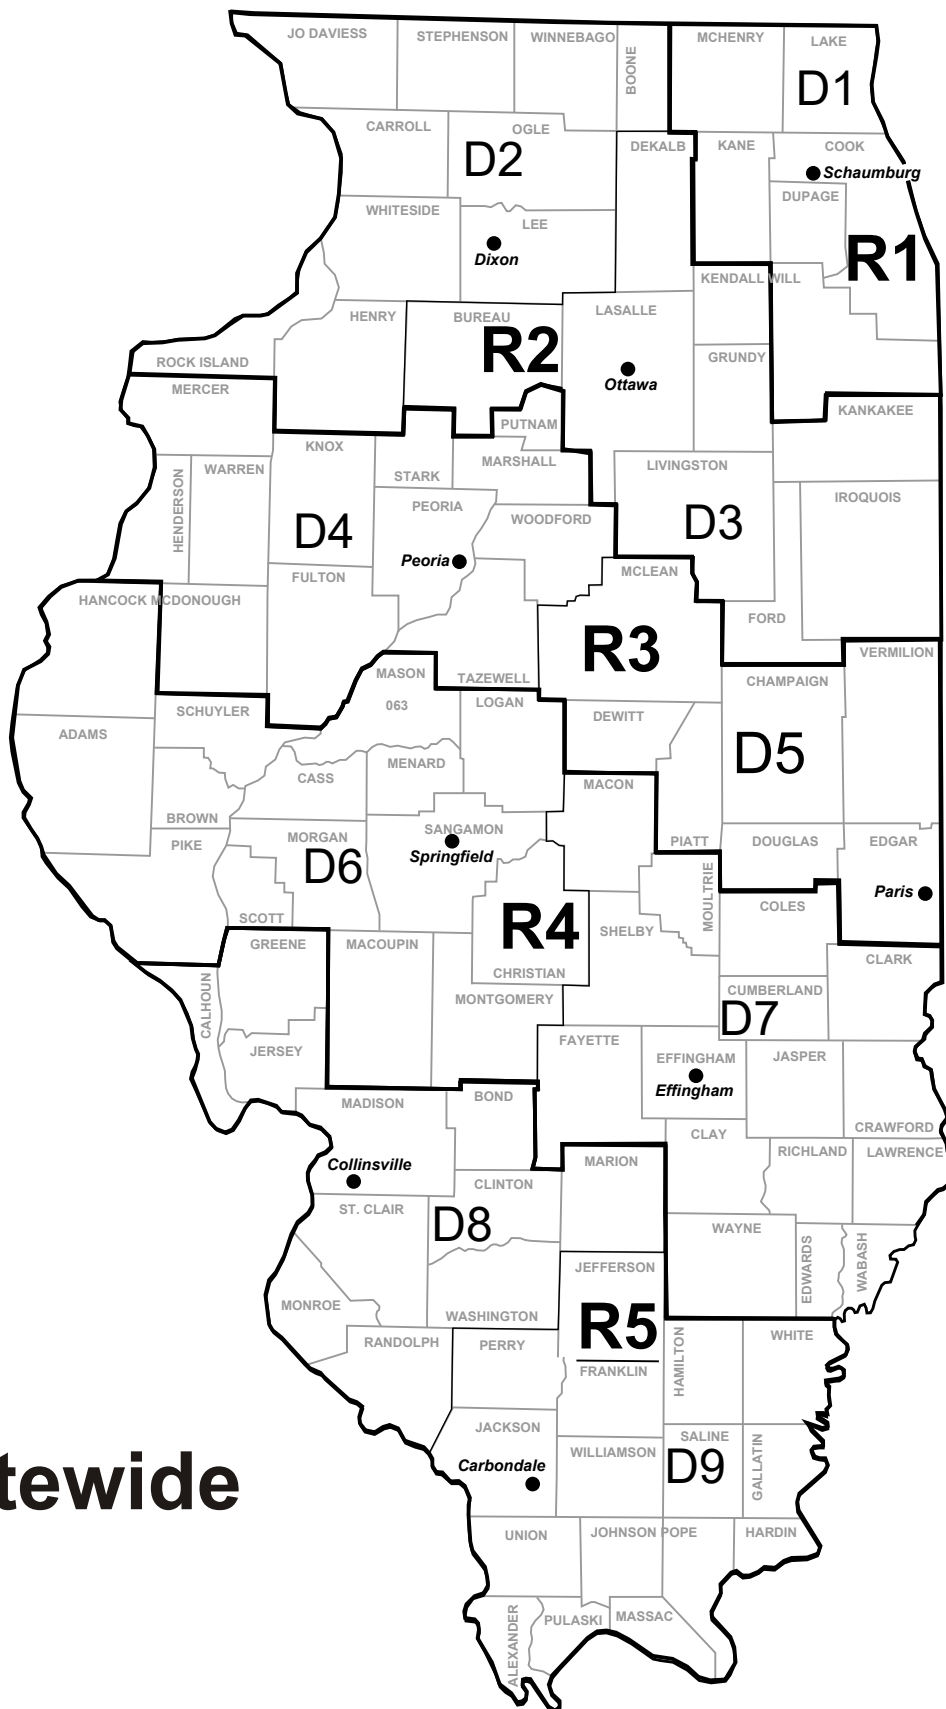 JO DAVIESS
STEPHENSON
WINNEBAGO
BOONE
MCHENRY
LAKE
D1
CARROLL
OGLE
D2
DEKALB
KANE
COOK
Schaumburg
DUPAGE
WHITESIDE
LEE
Dixon
R1
KENDALL
WILL
HENRY
BUREAU
LASALLE
R2
ROCK ISLAND
GRUNDY
Ottawa
MERCER
KANKAKEE
PUTNAM
KNOX
STARK
MARSHALL
LIVINGSTON
WARREN
HENDERSON
IROQUOIS
PEORIA
WOODFORD
D4
D3
Peoria
FULTON
MCLEAN
HANCOCK
MCDONOUGH
FORD
R3
VERMILION
MASON
TAZEWELL
CHAMPAIGN
063
LOGAN
SCHUYLER
DEWITT
ADAMS
D5
MENARD
CASS
MACON
BROWN
SANGAMON
MORGAN
PIKE
PIATT
DOUGLAS
EDGAR
Springfield
D6
MOULTRIE
Paris
COLES
SCOTT
R4
SHELBY
GREENE
MACOUPIN
CLARK
CHRISTIAN
CALHOUN
MONTGOMERY
CUMBERLAND
D7
FAYETTE
JERSEY
EFFINGHAM
JASPER
Effingham
BOND
MADISON
CLAY
CRAWFORD
RICHLAND
LAWRENCE
Collinsville
MARION
CLINTON
ST. CLAIR
D8
WAYNE
EDWARDS
WABASH
JEFFERSON
MONROE
WASHINGTON
R5
RANDOLPH
PERRY
HAMILTON
WHITE
FRANKLIN
JACKSON
SALINE
WILLIAMSON
GALLATIN
Carbondale
D9
tewide
UNION
JOHNSON
POPE
HARDIN
ALEXANDER
PULASKI
MASSAC